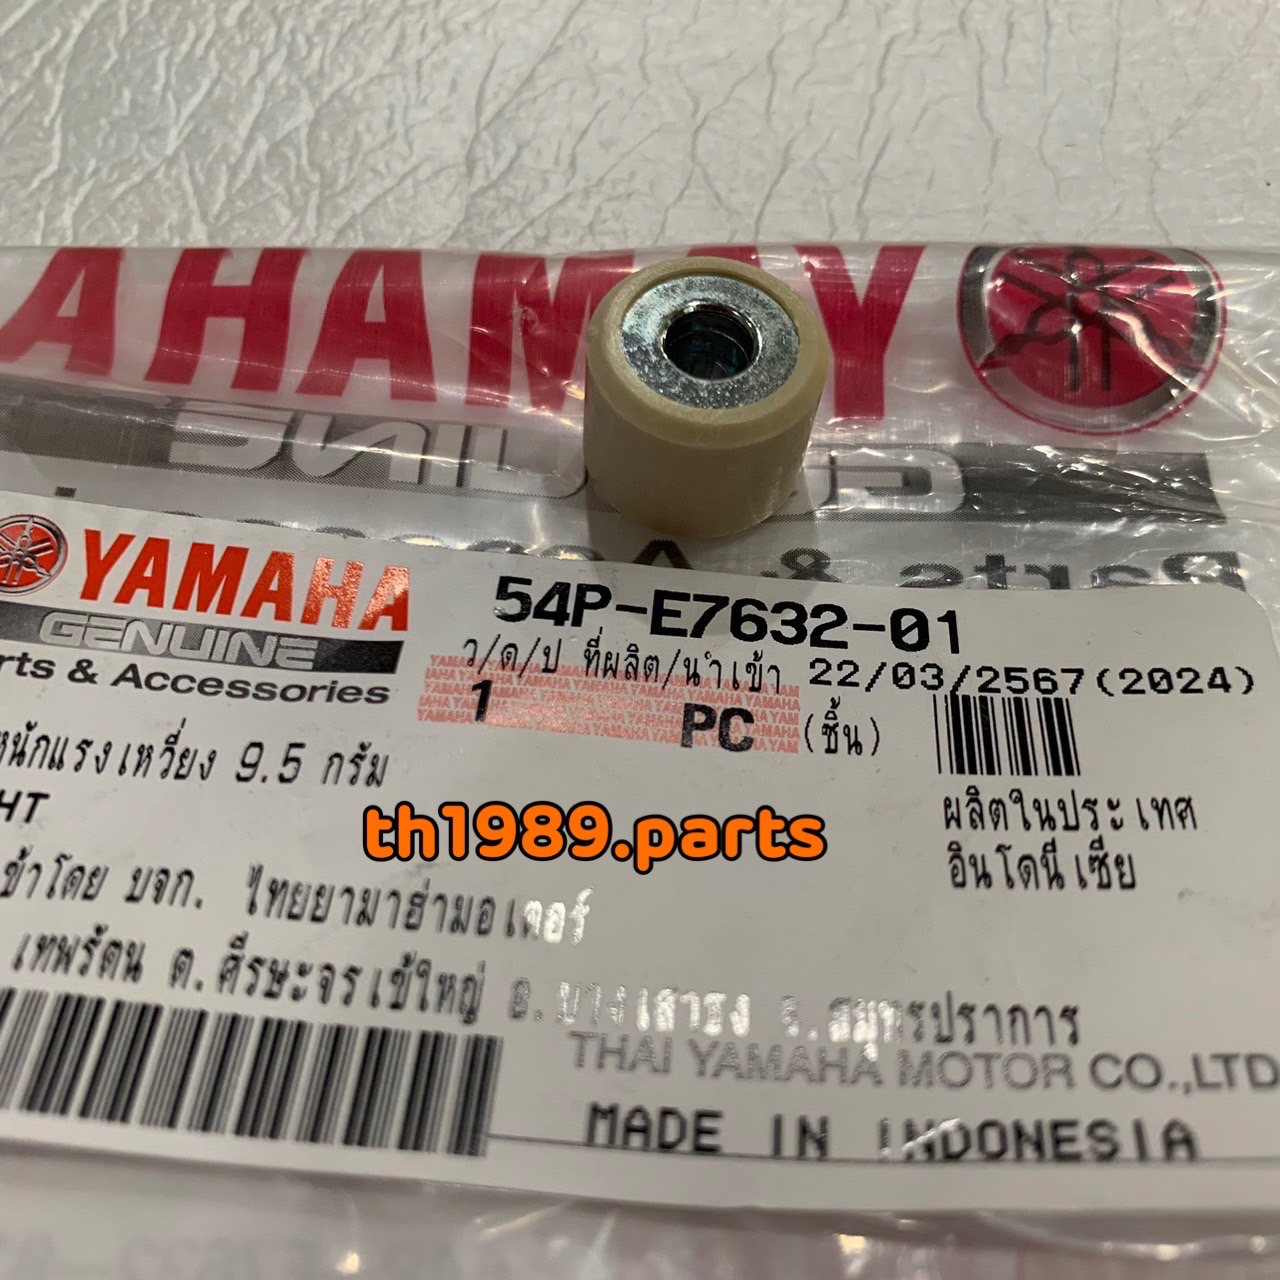 YAMAHA
GENUINE
Parts & A
YAMAHA
GENUINE
rts & Accessories
54P-E7632-01
ว/ด/ป ที่ผลิต/นำเข้า 22/03/2567(2024)
1 PC (ชิ้น)
หนักแรงเหวี่ยง 9.5 กรัม
HT
th1989.parts
ผลิตในประเทศ
อินโดนีเซีย
ข้าโดย บจก. ไทยยามาฮ่ามอเตอร์
เทพรัตน ต.ศีรษะจรเข้ใหญ่ อ.บางเสาธง จ.สมุทรปราการ
THAI YAMAHA MOTOR CO.,LTD
MADE IN INDONESIA